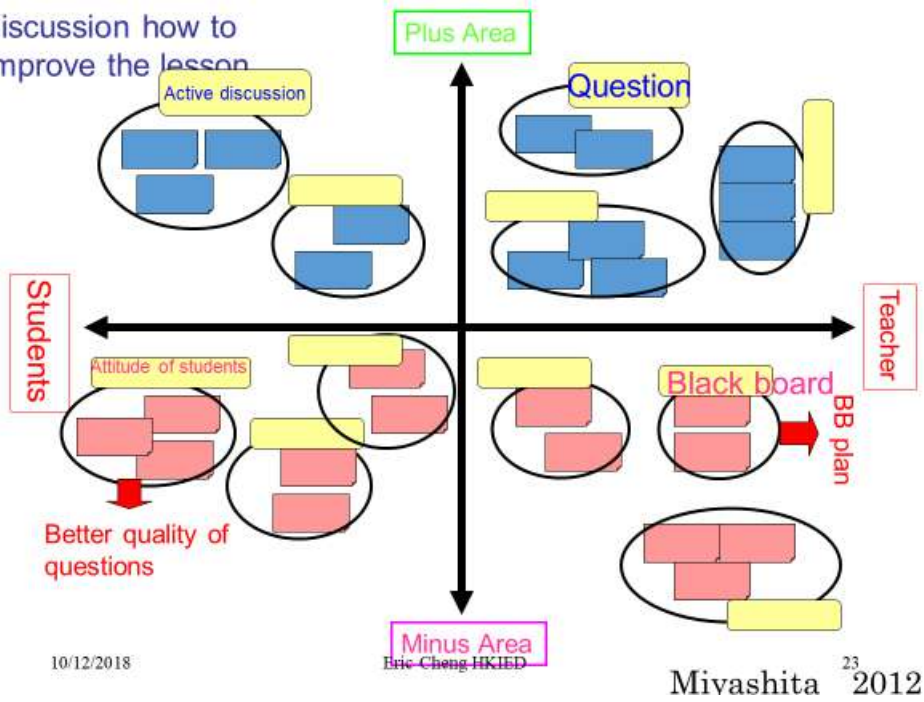 iscussion how to
mprove the lesson
Plus Area
Active discussion
Question
Students
Teacher
Attitude of students
Black board
BB plan
Better quality of
questions
Minus Area
10/12/2018
Eric Cheng HKIED
23
Miyashita 2012